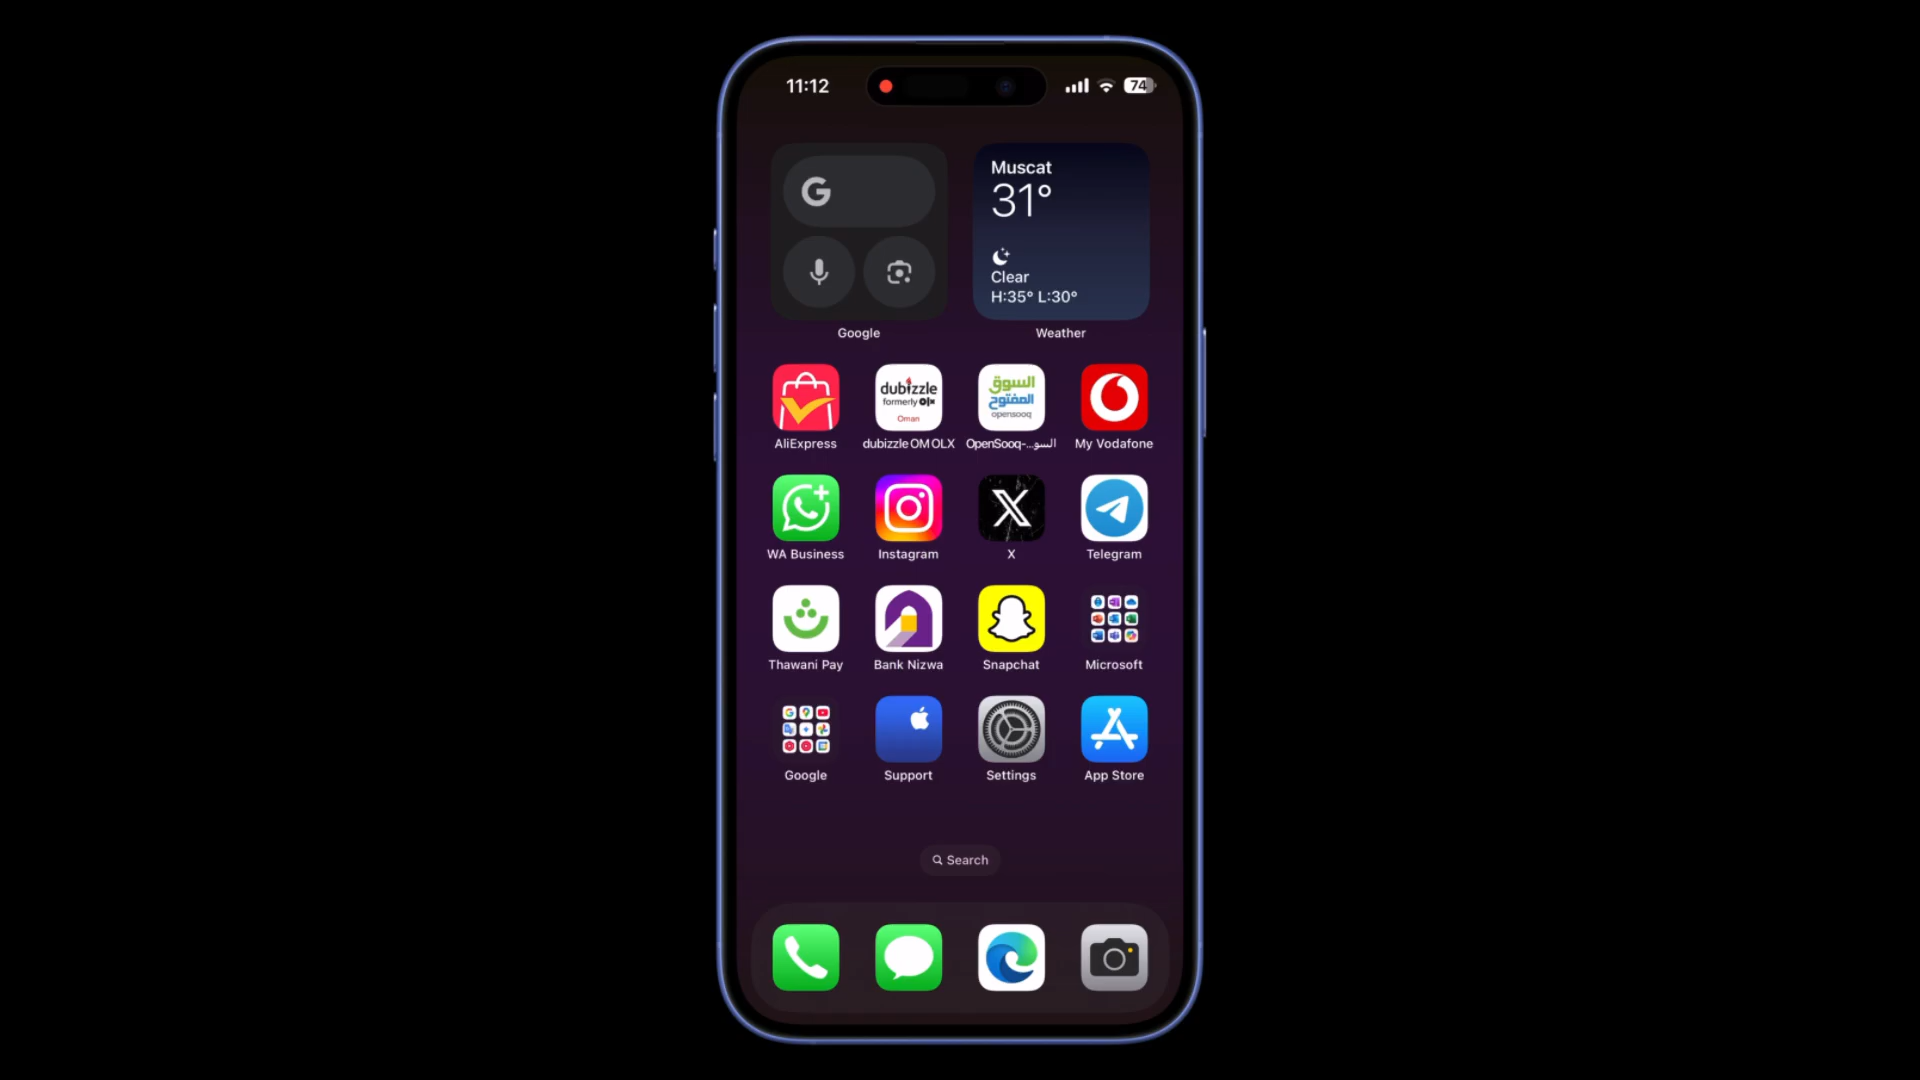 11:12
74
G
Muscat
31°
Clear
H:35° L:30°
Google
Weather
dubizzle
formerly OLX
Oman
السوق
المفتوح
opensooq
AliExpress
dubizzle OM OLX
OpenSooq-...السو
My Vodafone
WA Business
Instagram
X
Telegram
Thawani Pay
Bank Nizwa
Snapchat
Microsoft
Google
Support
Settings
App Store
Search